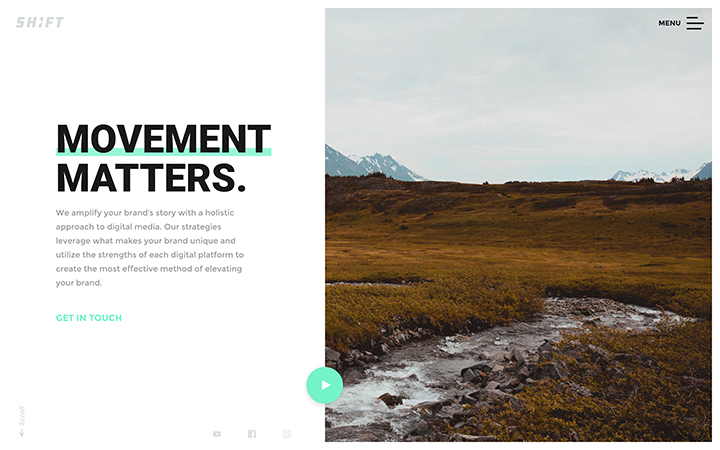 SHIFT
MENU
MOVEMENT
MATTERS.
We amplify your brand's story with a holistic
approach to digital media. Our strategies
leverage what makes your brand unique and
utilize the strengths of each digital platform to
create the most effective method of elevating
your brand.
GET IN TOUCH
Scroll